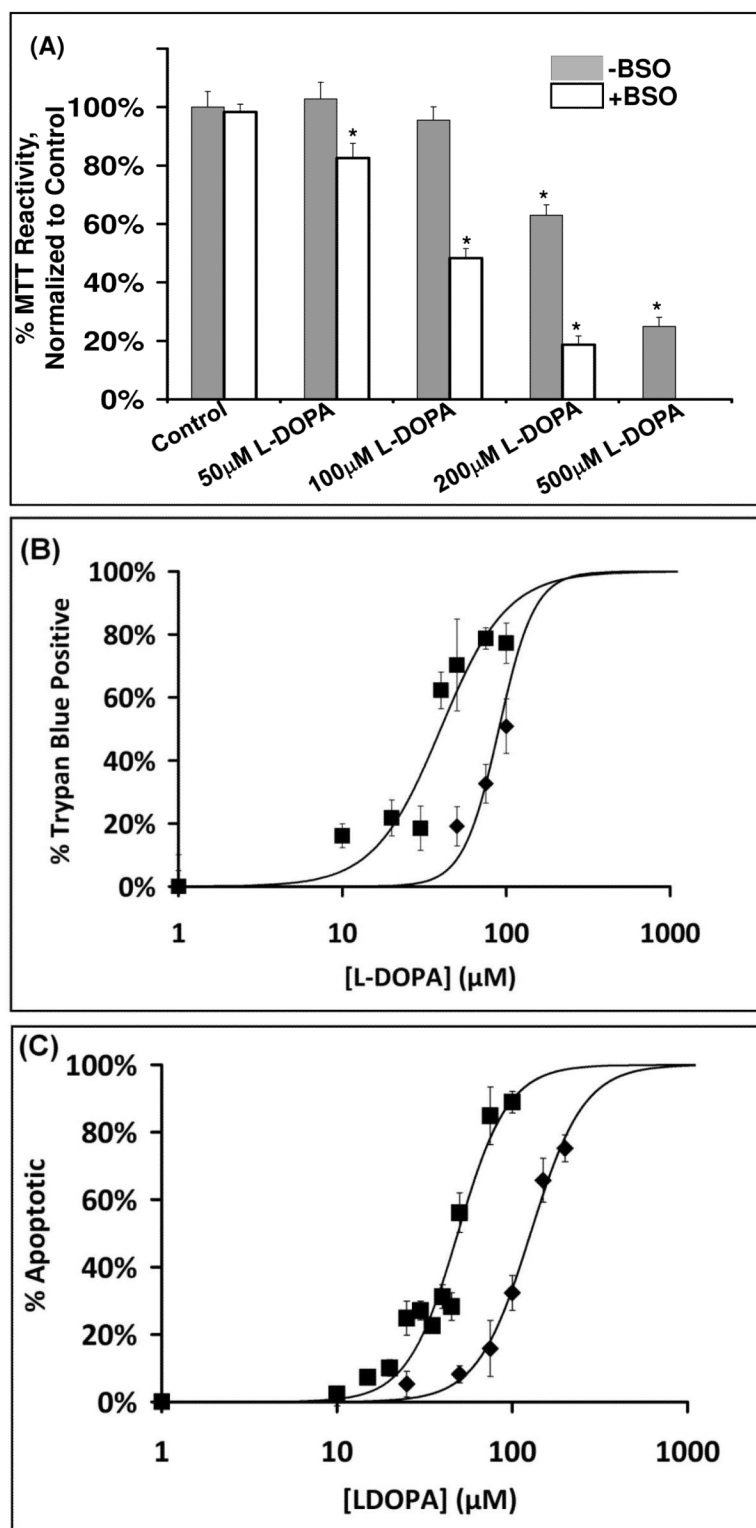 (A)
-BSO
+BSO
% MTT Reactivity,
Normalized to Control
100%
80%
60%
40%
20%
0%
*
*
*
*
*
*
Control
50μM L-DOPA
100μM L-DOPA
200μM L-DOPA
500μM L-DOPA
(B)
% Trypan Blue Positive
100%
80%
60%
40%
20%
0%
1
10
100
1000
[L-DOPA] (μM)
(C)
% Apoptotic
100%
80%
60%
40%
20%
0%
1
10
100
1000
[LDOPA] (μM)